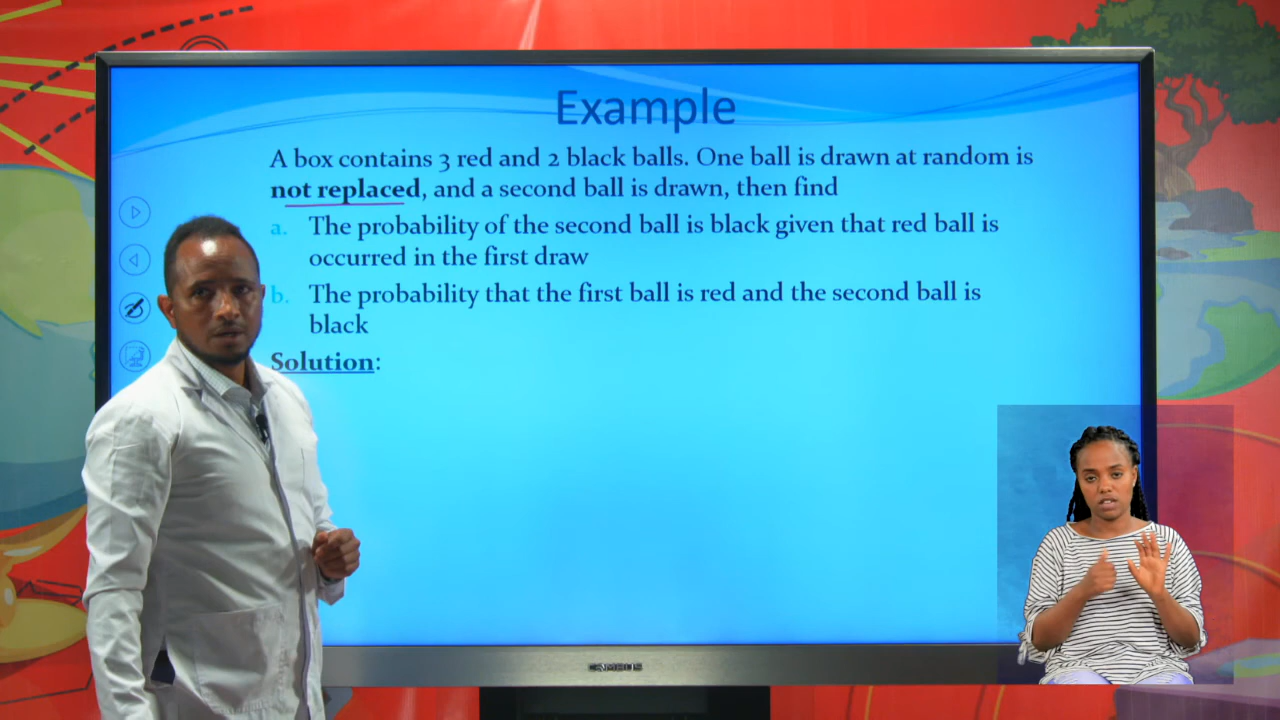 Example
A box contains 3 red and 2 black balls. One ball is drawn at random is
not replaced, and a second ball is drawn, then find
a. The probability of the second ball is black given that red ball is
occurred in the first draw
b. The probability that the first ball is red and the second ball is
black
Solution: